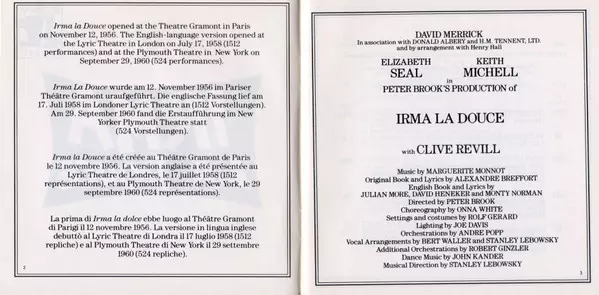 Irma la Douce opened at the Theatre Gramont in Paris
on November 12, 1956. The English-language version opened at
the Lyric Theatre in London on July 17, 1958 (1512
performances) and at the Plymouth Theatre in New York on
September 29, 1960 (524 performances).
Irma La Douce wurde am 12. November 1956 im Pariser
Théâtre Gramont uraufgeführt. Die englische Fassung lief am
17. Juli 1958 im Londoner Lyric Theatre an (1512 Vorstellungen).
Am 29. September 1960 fand die Erstaufführung im New
Yorker Plymouth Theatre statt
(524 Vorstellungen).
Irma la Douce a été créée au Théâtre Gramont de Paris
le 12 novembre 1956. La version anglaise a été présentée au
Lyric Theatre de Londres, le 17 juillet 1958 (1512
représentations), et au Plymouth Theatre de New York, le 29
septembre 1960 (524 représentations).
La prima di Irma la dolce ebbe luogo al Théâtre Gramont
di Parigi il 12 novembre 1956. La versione in lingua inglese
debuttò al Lyric Theatre di Londra il 17 luglio 1958 (1512
repliche) e al Plymouth Theatre di New York il 29 settembre
1960 (524 repliche).
2
DAVID MERRICK
In association with DONALD ALBERY and H.M. TENNENT, LTD.
and by arrangement with Henry Hall
ELIZABETH KEITH
SEAL MICHELL
in
PETER BROOK'S PRODUCTION of
IRMA LA DOUCE
with CLIVE REVILL
Music by MARGUERITE MONNOT
Original Book and Lyrics by ALEXANDRE BREFFORT
English Book and Lyrics by
JULIAN MORE, DAVID HENEKER and MONTY NORMAN
Directed by PETER BROOK
Choreography by ONNA WHITE
Settings and costumes by ROLF GERARD
Lighting by JOE DAVIS
Orchestrations by ANDRE POPP
Vocal Arrangements by BERT WALLER and STANLEY LEBOWSKY
Additional Orchestrations by ROBERT GINZLER
Dance Music by JOHN KANDER
Musical Direction by STANLEY LEBOWSKY
3